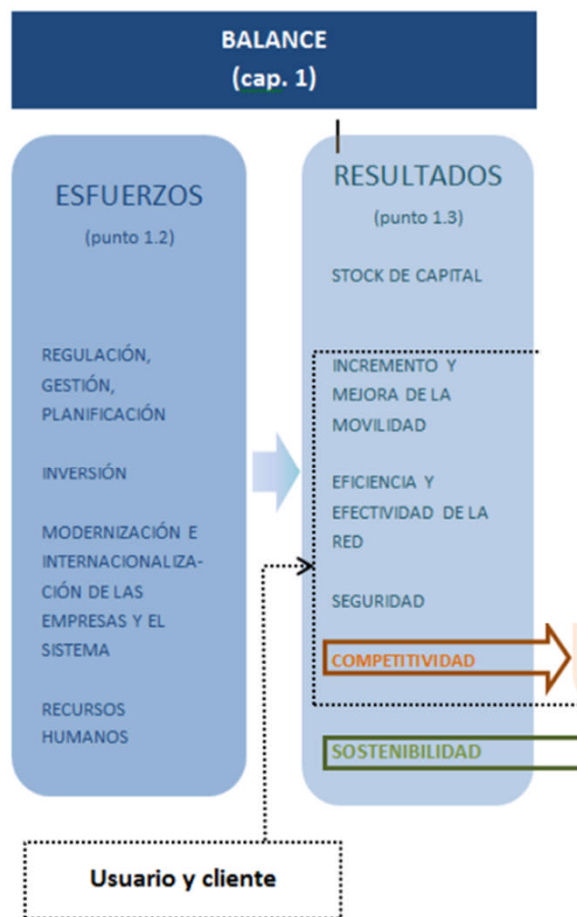 BALANCE
(cap. 1)
ESFUERZOS
(punto 1.2)
REGULACIÓN,
GESTIÓN,
PLANIFICACIÓN
INVERSIÓN
MODERNIZACIÓN E
INTERNACIONALIZA-
CIÓN DE LAS
EMPRESAS Y EL
SISTEMA
RECURSOS
HUMANOS
RESULTADOS
(punto 1.3)
STOCK DE CAPITAL
INCREMENTO Y
MEJORA DE LA
MOVILIDAD
EFICIENCIA Y
EFECTIVIDAD DE LA
RED
SEGURIDAD
COMPETITIVIDAD
SOSTENIBILIDAD
Usuario y cliente